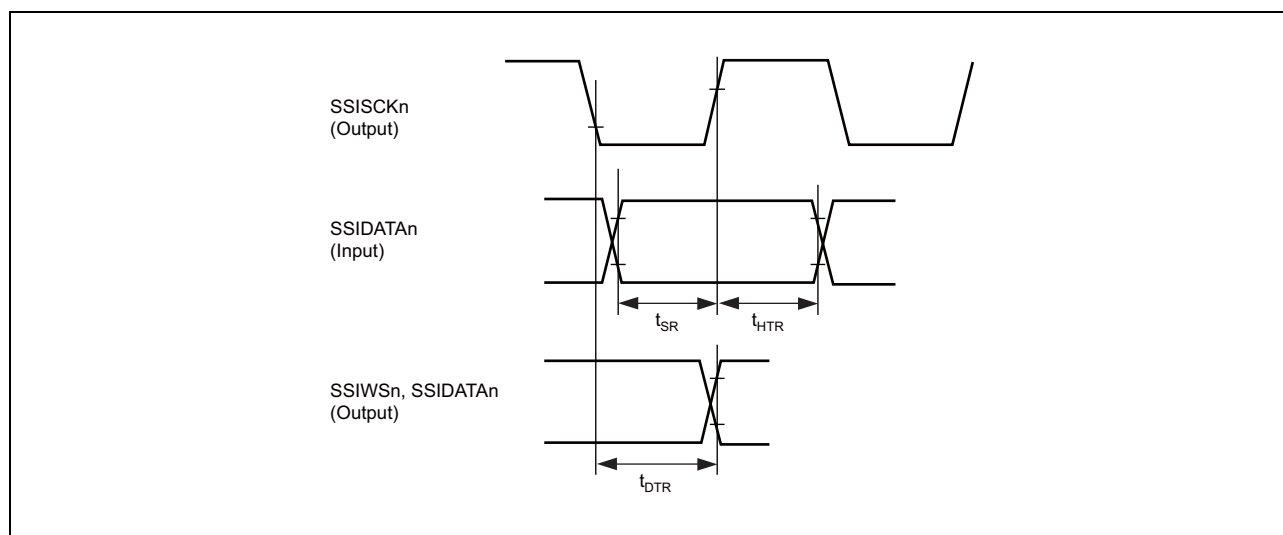 SSISCKn
(Output)
SSIDATAn
(Input)
tSR
tHTR
SSIWSn, SSIDATAn
(Output)
tDTR